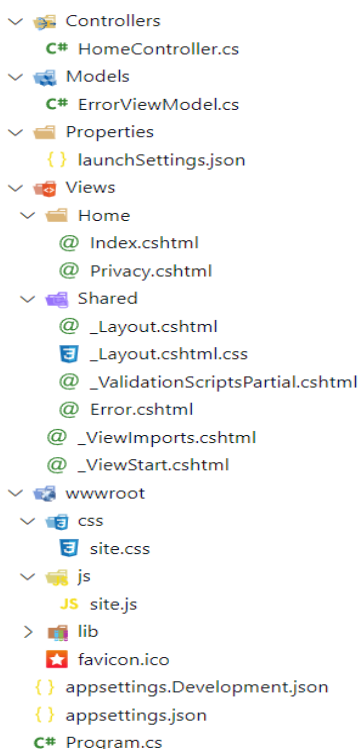 Controllers
C# HomeController.cs
Models
C# ErrorViewModel.cs
Properties
{ } launchSettings.json
Views
Home
@ Index.cshtml
@ Privacy.cshtml
Shared
@ _Layout.cshtml
_Layout.cshtml.css
@ _ValidationScriptsPartial.cshtml
@ Error.cshtml
@ _ViewImports.cshtml
@ _ViewStart.cshtml
wwwroot
css
site.css
js
JS site.js
lib
favicon.ico
{ } appsettings.Development.json
{ } appsettings.json
C# Program.cs